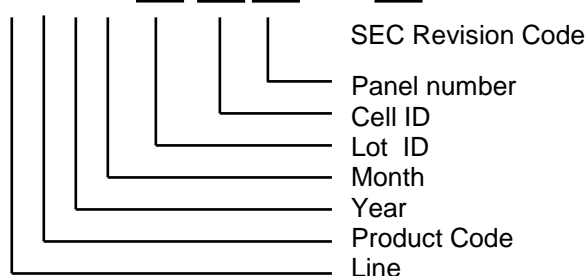 SEC Revision Code
Panel number
Cell ID
Lot ID
Month
Year
Product Code
Line